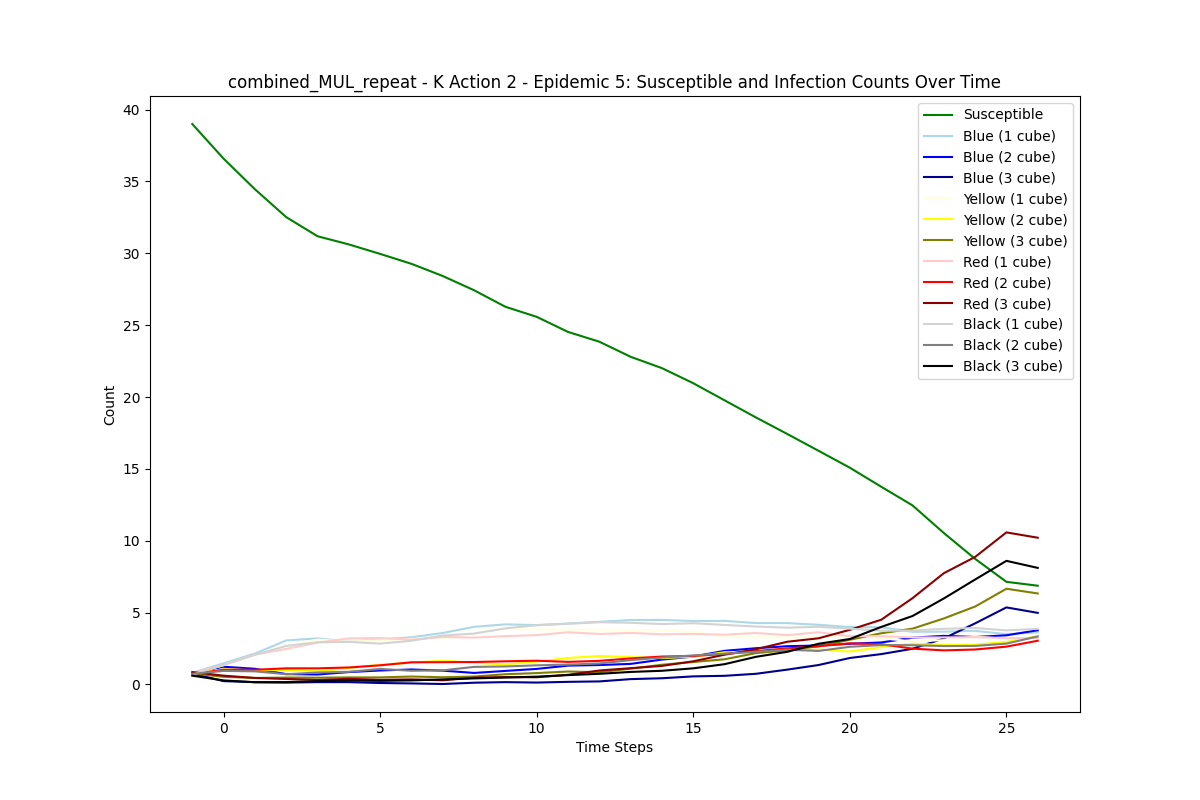 combined_MUL_repeat - K Action 2 - Epidemic 5: Susceptible and Infection Counts Over Time
40
35
30
25
20
15
10
5
0
Count
Susceptible
Blue (1 cube)
Blue (2 cube)
Blue (3 cube)
Yellow (1 cube)
Yellow (2 cube)
Yellow (3 cube)
Red (1 cube)
Red (2 cube)
Red (3 cube)
Black (1 cube)
Black (2 cube)
Black (3 cube)
0 5 10 15 20 25
Time Steps